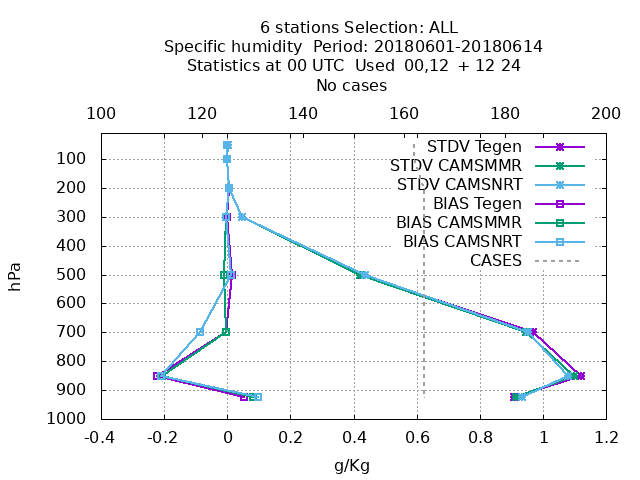 6 stations Selection: ALL
Specific humidity  Period: 20180601-20180614
Statistics at 00 UTC  Used  00,12  + 12 24
No cases
100 120 140 162 184 200
STDV Tegen
STDV CAMSMMR
STDV CAMSNRT
BIAS Tegen
BIAS CAMSMMR
BIAS CAMSNRT
CASES
100
200
300
400
500
600
700
800
900
1000
hPa
-0.4 -0.2 0 0.2 0.4 0.6 0.8 1 1.2
g/Kg